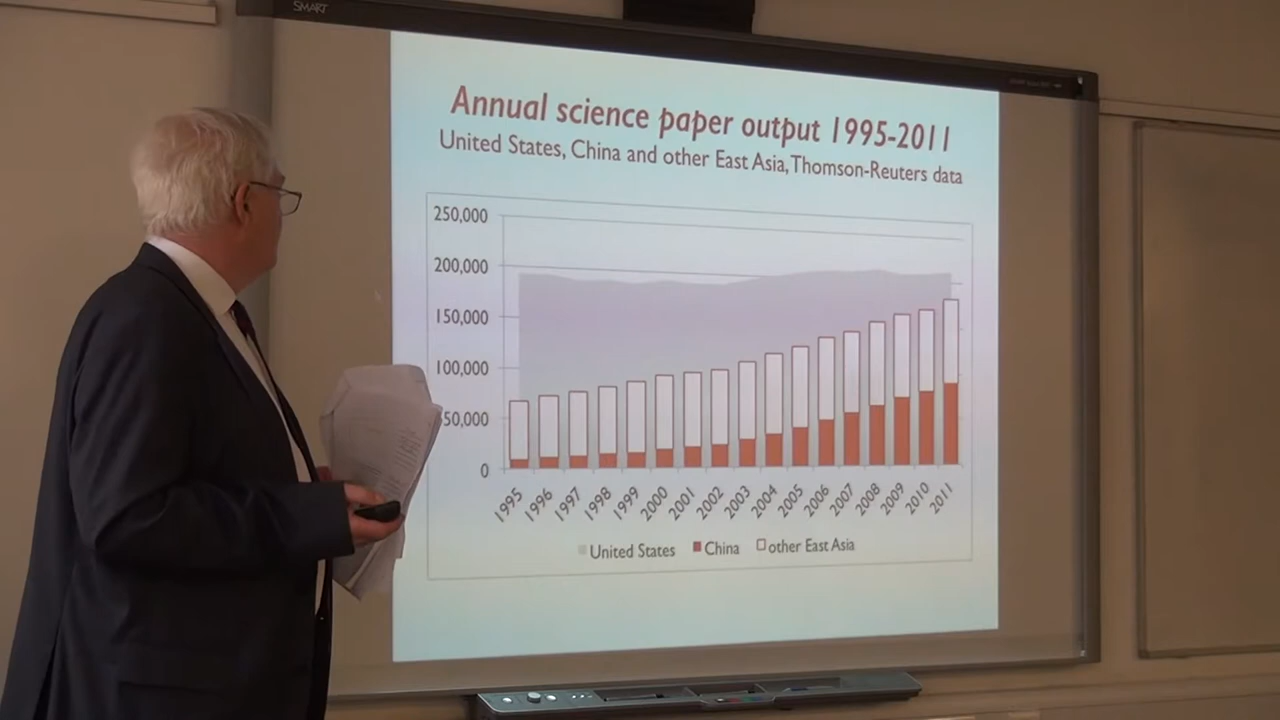 SMART
Annual science paper output 1995-2011
United States, China and other East Asia, Thomson-Reuters data
250,000
200,000
150,000
100,000
50,000
0
1995 1996 1997 1998 1999 2000 2001 2002 2003 2004 2005 2006 2007 2008 2009 2010 2011
United States China other East Asia